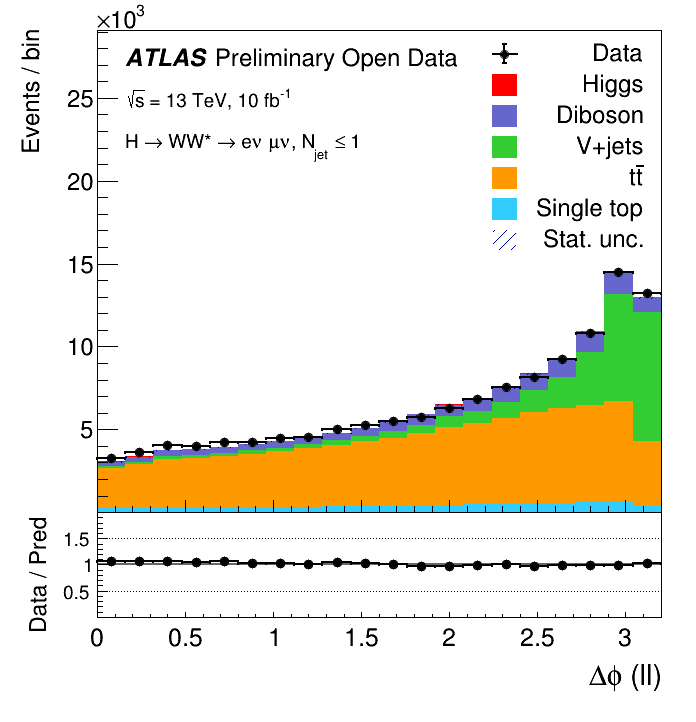 ×10³
Events / bin
25
20
15
10
5
ATLAS Preliminary Open Data
√s = 13 TeV, 10 fb⁻¹
H → WW* → eν μν, N_jet ≤ 1
Data
Higgs
Diboson
V+jets
tt̄
Single top
Stat. unc.
Data / Pred
1.5
1
0.5
0 0.5 1 1.5 2 2.5 3
Δϕ (ll)